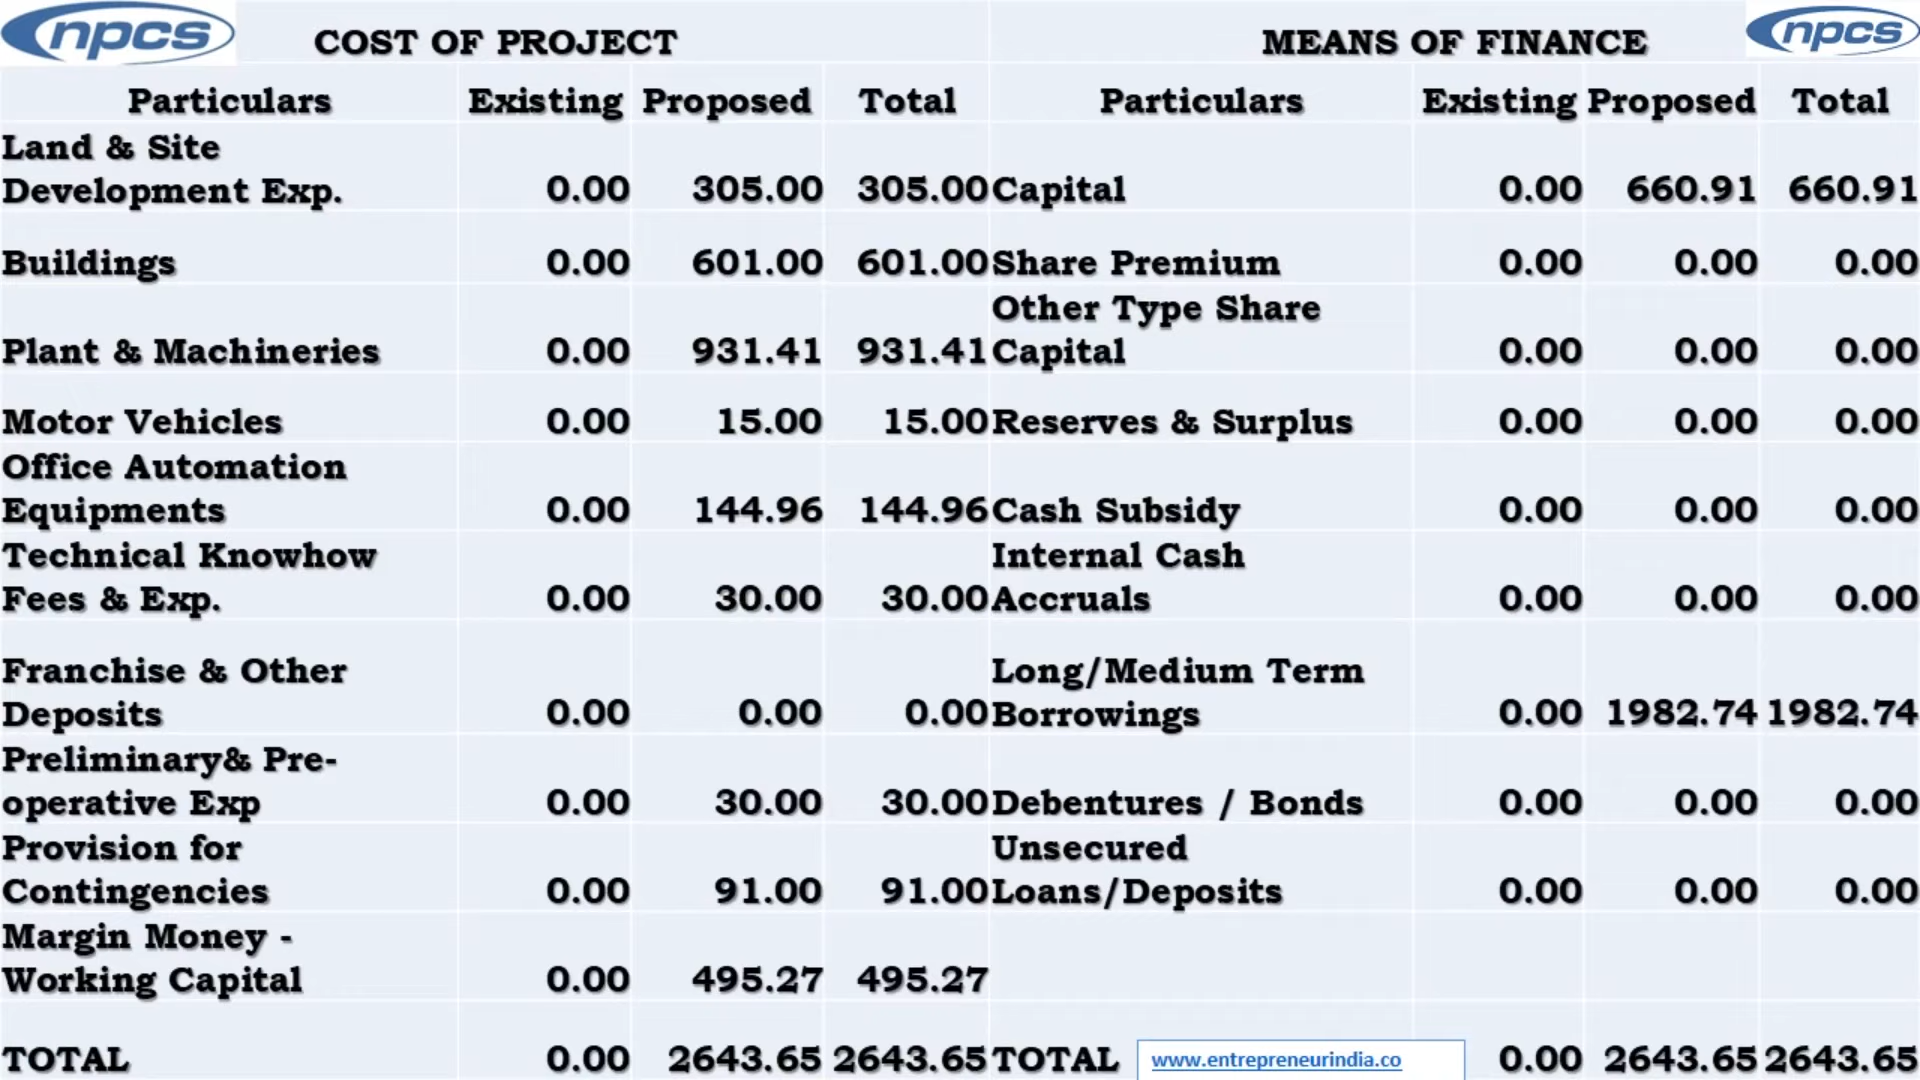 npcs COST OF PROJECT MEANS OF FINANCE npcs
Particulars Existing Proposed Total Particulars Existing Proposed Total
Land & Site
Development Exp. 0.00 305.00 305.00 Capital 0.00 660.91 660.91
Buildings 0.00 601.00 601.00 Share Premium 0.00 0.00 0.00
Other Type Share
Plant & Machineries 0.00 931.41 931.41 Capital 0.00 0.00 0.00
Motor Vehicles 0.00 15.00 15.00 Reserves & Surplus 0.00 0.00 0.00
Office Automation
Equipments 0.00 144.96 144.96 Cash Subsidy 0.00 0.00 0.00
Technical Knowhow Internal Cash
Fees & Exp. 0.00 30.00 30.00 Accruals 0.00 0.00 0.00
Franchise & Other Long/Medium Term
Deposits 0.00 0.00 0.00 Borrowings 0.00 1982.74 1982.74
Preliminary& Pre-
operative Exp 0.00 30.00 30.00 Debentures / Bonds 0.00 0.00 0.00
Provision for Unsecured
Contingencies 0.00 91.00 91.00 Loans/Deposits 0.00 0.00 0.00
Margin Money -
Working Capital 0.00 495.27 495.27
TOTAL 0.00 2643.65 2643.65 TOTAL www.entrepreneurindia.co 0.00 2643.65 2643.65